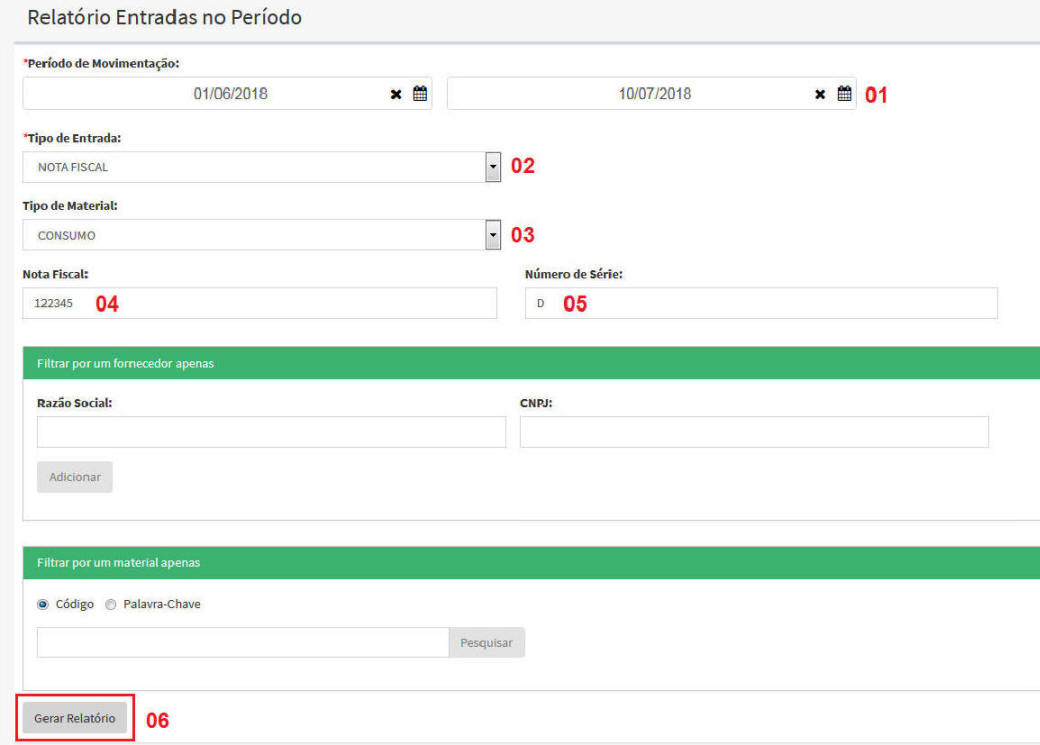 Relatório Entradas no Período
*Período de Movimentação:
01/06/2018 10/07/2018 01
*Tipo de Entrada:
NOTA FISCAL 02
Tipo de Material:
CONSUMO 03
Nota Fiscal: Número de Série:
122345 04 D 05
Filtrar por um fornecedor apenas
Razão Social: CNPJ:
Adicionar
Filtrar por um material apenas
Código Palavra-Chave
Pesquisar
Gerar Relatório 06